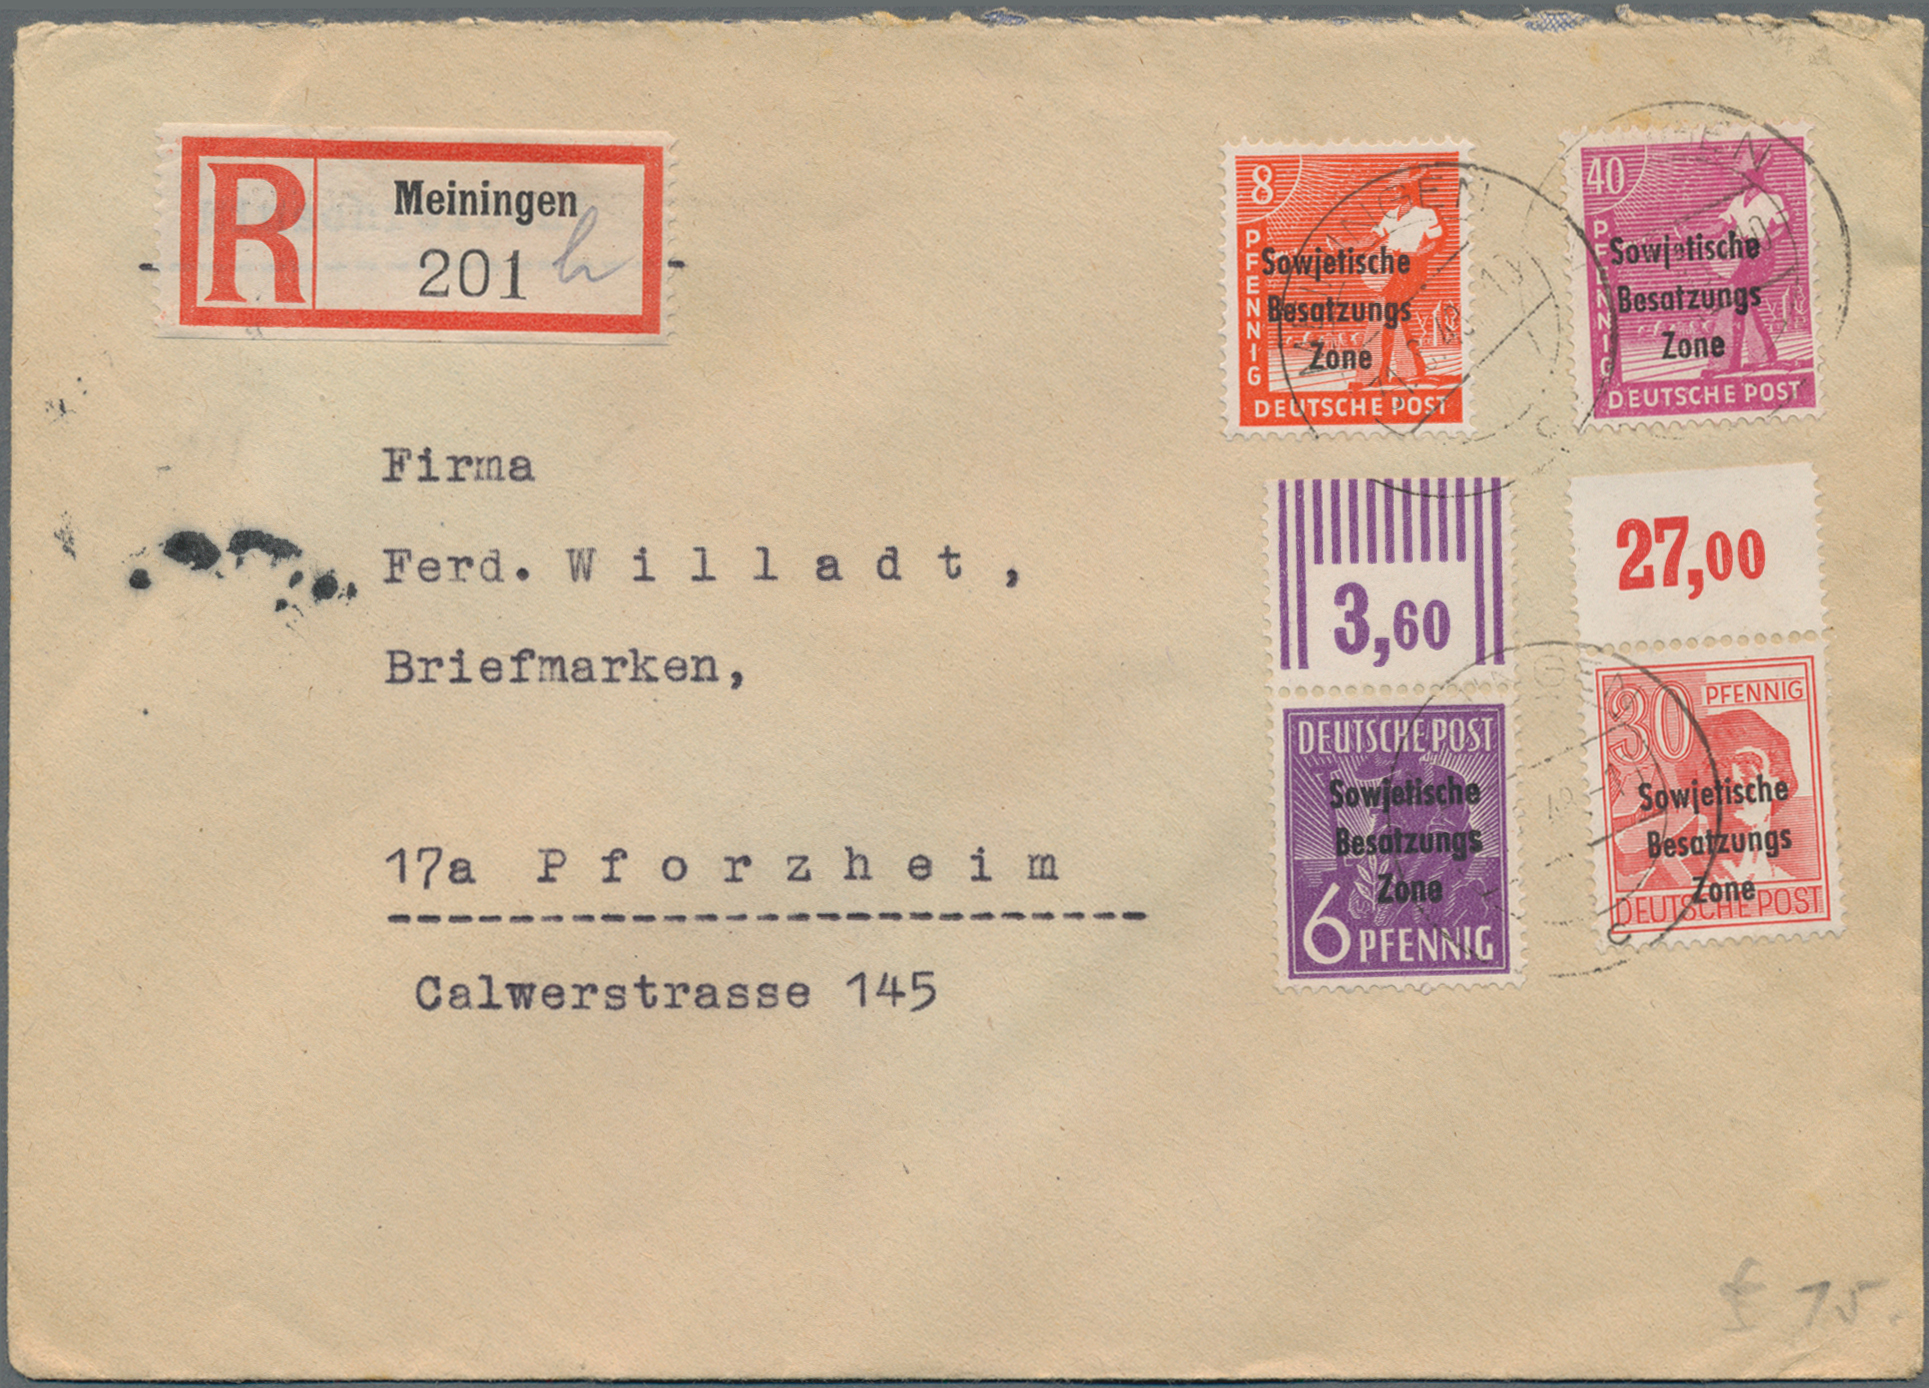 R
Meiningen
201 h
Firma
Ferd. Willadt,
Briefmarken,
17a Pforzheim
Calwerstrasse 145
8
PFENNIG
Sowjetische
Besatzungs
Zone
DEUTSCHE POST
40
PFENNIG
Sowjetische
Besatzungs
Zone
DEUTSCHE POST
3,60
DEUTSCHE POST
Sowjetische
Besatzungs
Zone
6 PFENNIG
27,00
30 PFENNIG
Sowjetische
Besatzungs
Zone
DEUTSCHE POST
£ 15.